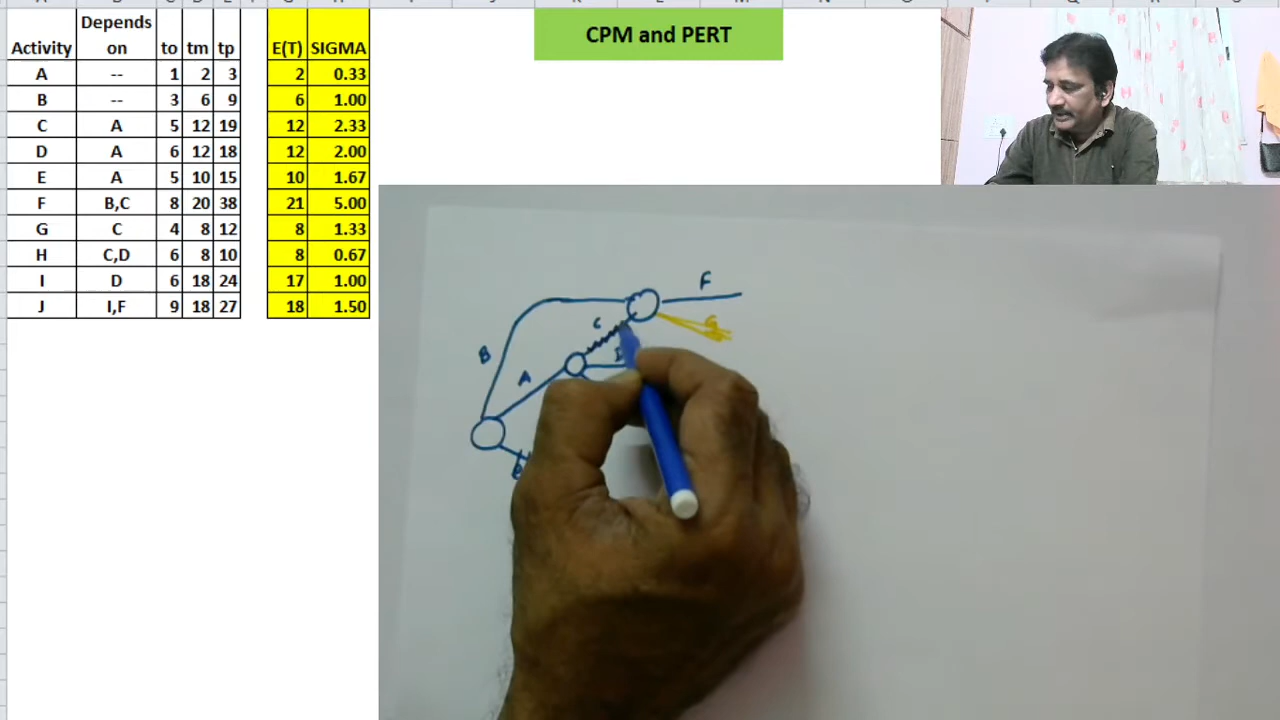 CPM and PERT
Activity Depends on to tm tp E(T) SIGMA
A -- 1 2 3 2 0.33
B -- 3 6 9 6 1.00
C A 5 12 19 12 2.33
D A 6 12 18 12 2.00
E A 5 10 15 10 1.67
F B,C 8 20 38 21 5.00
G C 4 8 12 8 1.33
H C,D 6 8 10 8 0.67
I D 6 18 24 17 1.00
J I,F 9 18 27 18 1.50
F
C
G
B
A